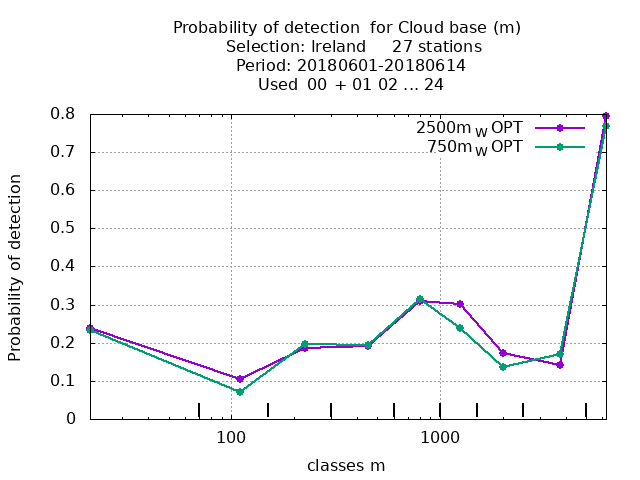 Probability of detection for Cloud base (m)
Selection: Ireland 27 stations
Period: 20180601-20180614
Used 00 + 01 02 ... 24
2500m W OPT
750m W OPT
0.8
0.7
0.6
0.5
0.4
0.3
0.2
0.1
0
Probability of detection
100
1000
classes m